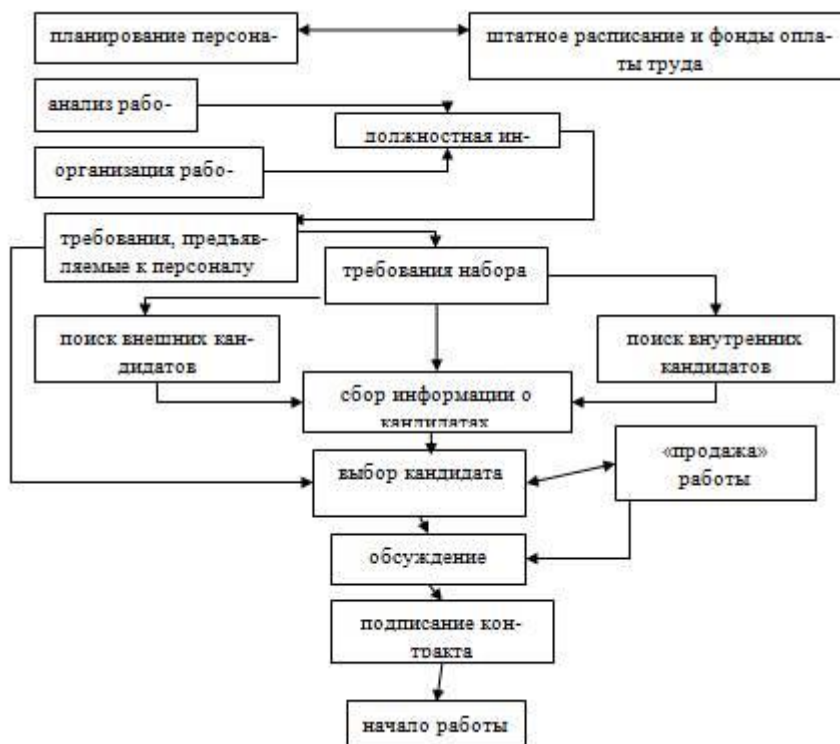 планирование персона-
штатное расписание и фонды опла-
ты труда
анализ рабо-
должностная ин-
организация рабо-
требования, предъяв-
ляемые к персоналу
требования набора
поиск внешних кан-
дидатов
поиск внутренних
кандидатов
сбор информации о
кандидатах
выбор кандидата
«продажа»
работы
обсуждение
подписание кон-
тракта
начало работы